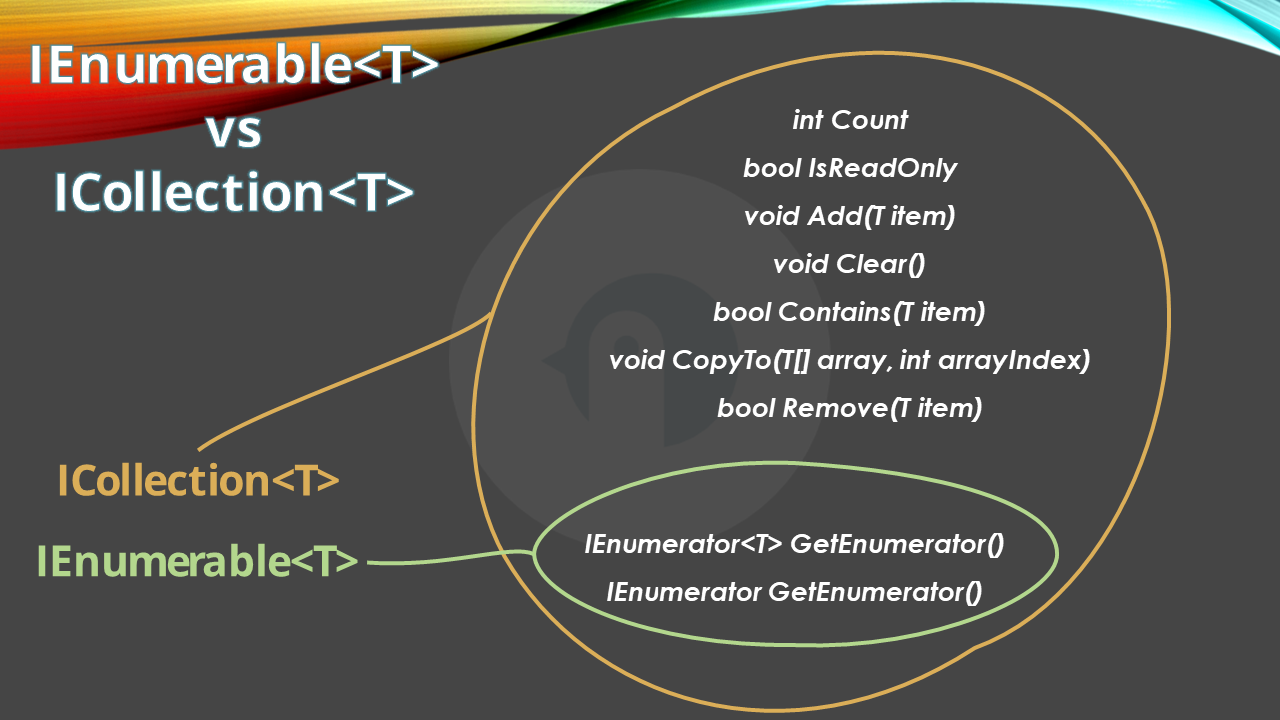 IEnumerable<T>
vs
ICollection<T>
int Count
bool IsReadOnly
void Add(T item)
void Clear()
bool Contains(T item)
void CopyTo(T[] array, int arrayIndex)
bool Remove(T item)
ICollection<T>
IEnumerable<T>
IEnumerator<T> GetEnumerator()
IEnumerator GetEnumerator()